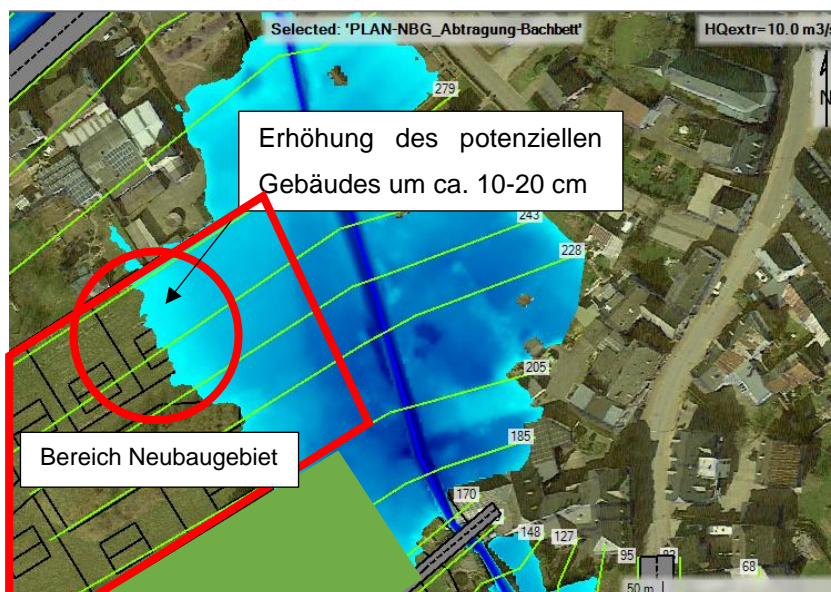 Selected: 'PLAN-NBG_Abtragung-Bachbett'
HQextr=10.0 m3/s
N
279
Erhöhung des potenziellen
Gebäudes um ca. 10-20 cm
243
228
205
185
Bereich Neubaugebiet
170
148
127
95
68
50 m